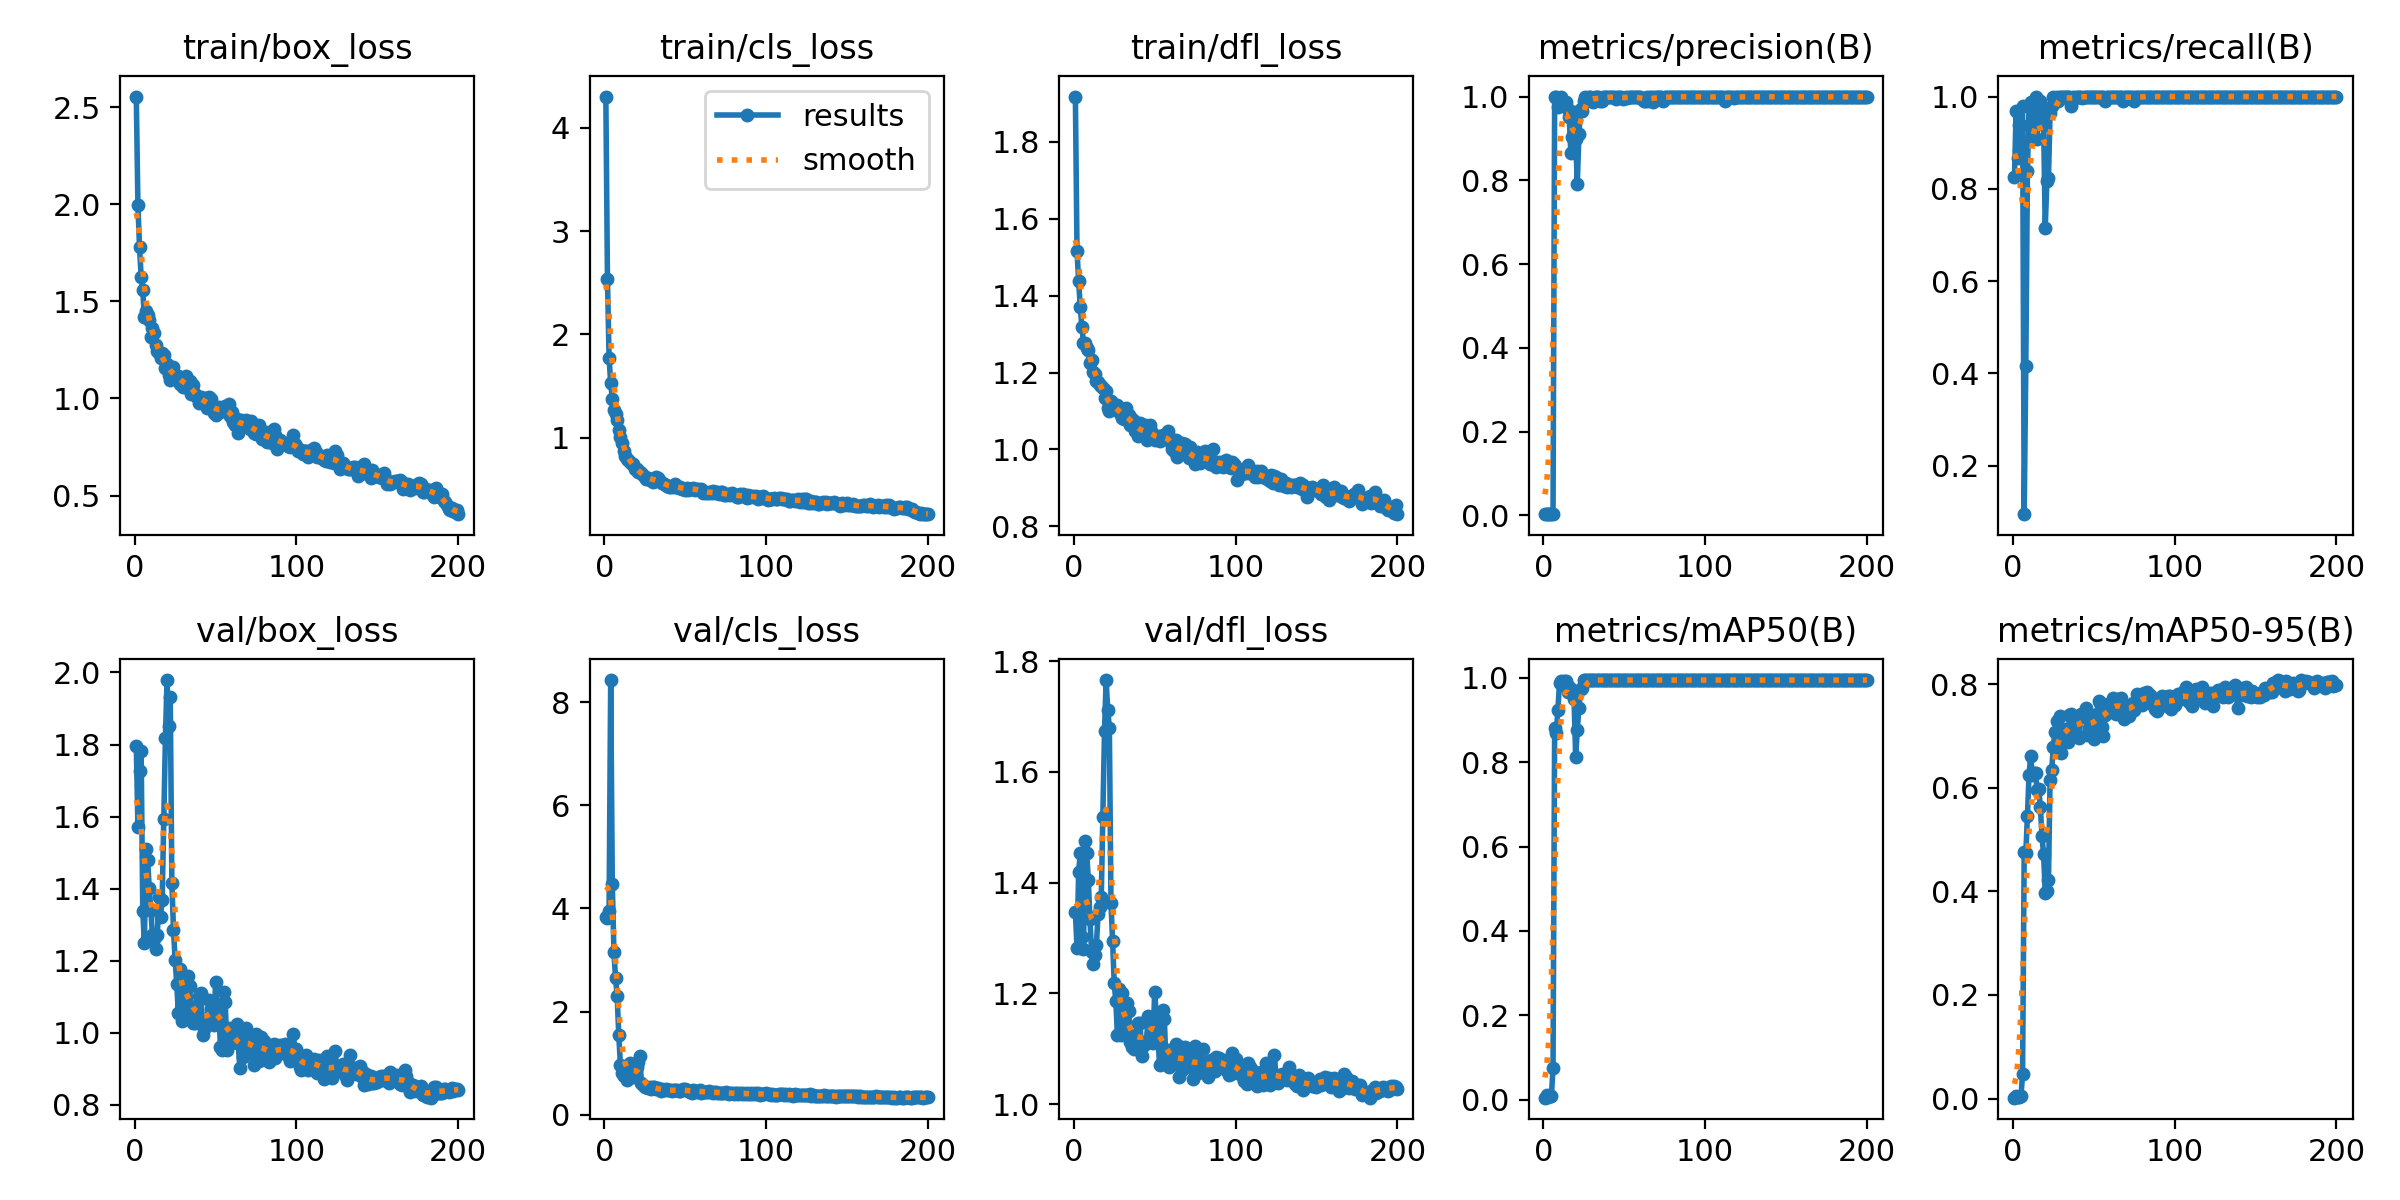 train/box_loss
2.5
2.0
1.5
1.0
0.5
0 100 200
train/cls_loss
results
smooth
4
3
2
1
0 100 200
train/dfl_loss
1.8
1.6
1.4
1.2
1.0
0.8
0 100 200
metrics/precision(B)
1.0
0.8
0.6
0.4
0.2
0.0
0 100 200
metrics/recall(B)
1.0
0.8
0.6
0.4
0.2
0 100 200
val/box_loss
2.0
1.8
1.6
1.4
1.2
1.0
0.8
0 100 200
val/cls_loss
8
6
4
2
0
0 100 200
val/dfl_loss
1.8
1.6
1.4
1.2
1.0
0 100 200
metrics/mAP50(B)
1.0
0.8
0.6
0.4
0.2
0.0
0 100 200
metrics/mAP50-95(B)
0.8
0.6
0.4
0.2
0.0
0 100 200